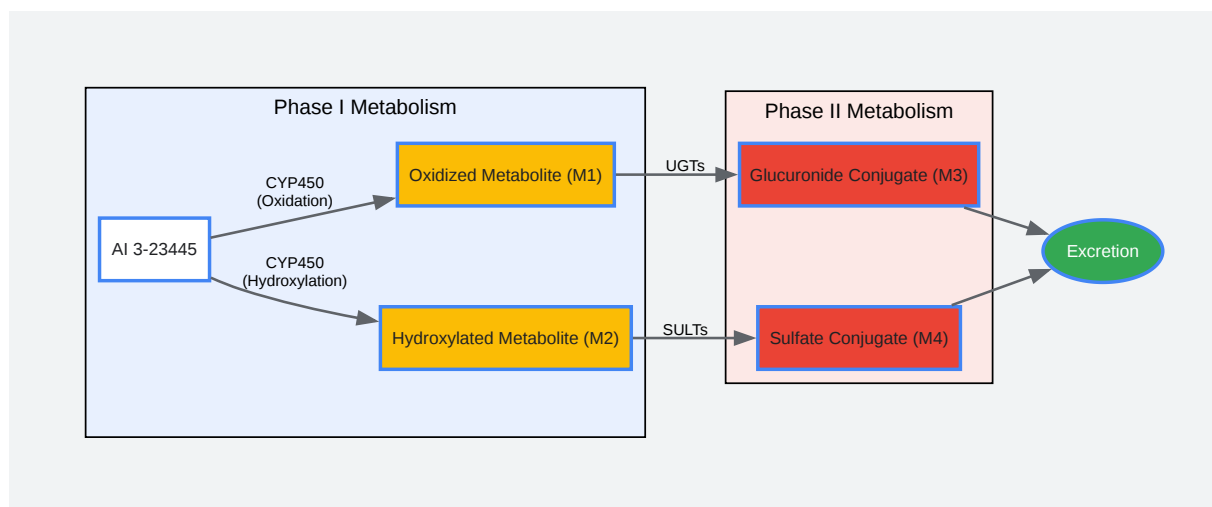 Phase I Metabolism
Phase II Metabolism
Oxidized Metabolite (M1)
UGTs
Glucuronide Conjugate (M3)
CYP450
(Oxidation)
AI 3-23445
Excretion
CYP450
(Hydroxylation)
Hydroxylated Metabolite (M2)
SULTs
Sulfate Conjugate (M4)